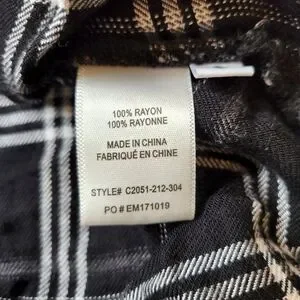 100% RAYON
100% RAYONNE
MADE IN CHINA
FABRIQUÉ EN CHINE
STYLE# C2051-212-304
PO # EM171019